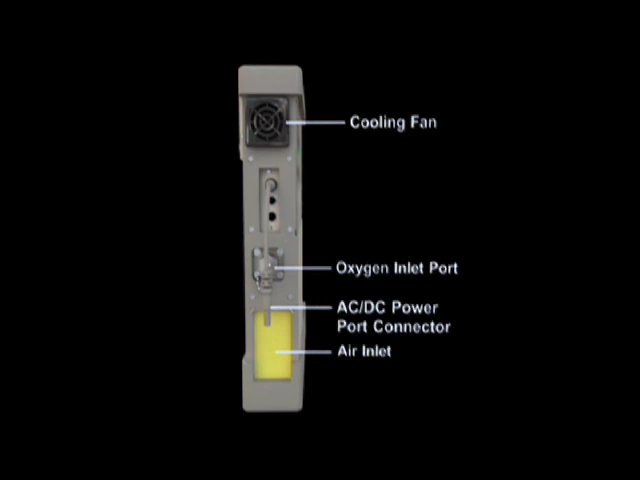 Cooling Fan
Oxygen Inlet Port
AC/DC Power
Port Connector
Air Inlet